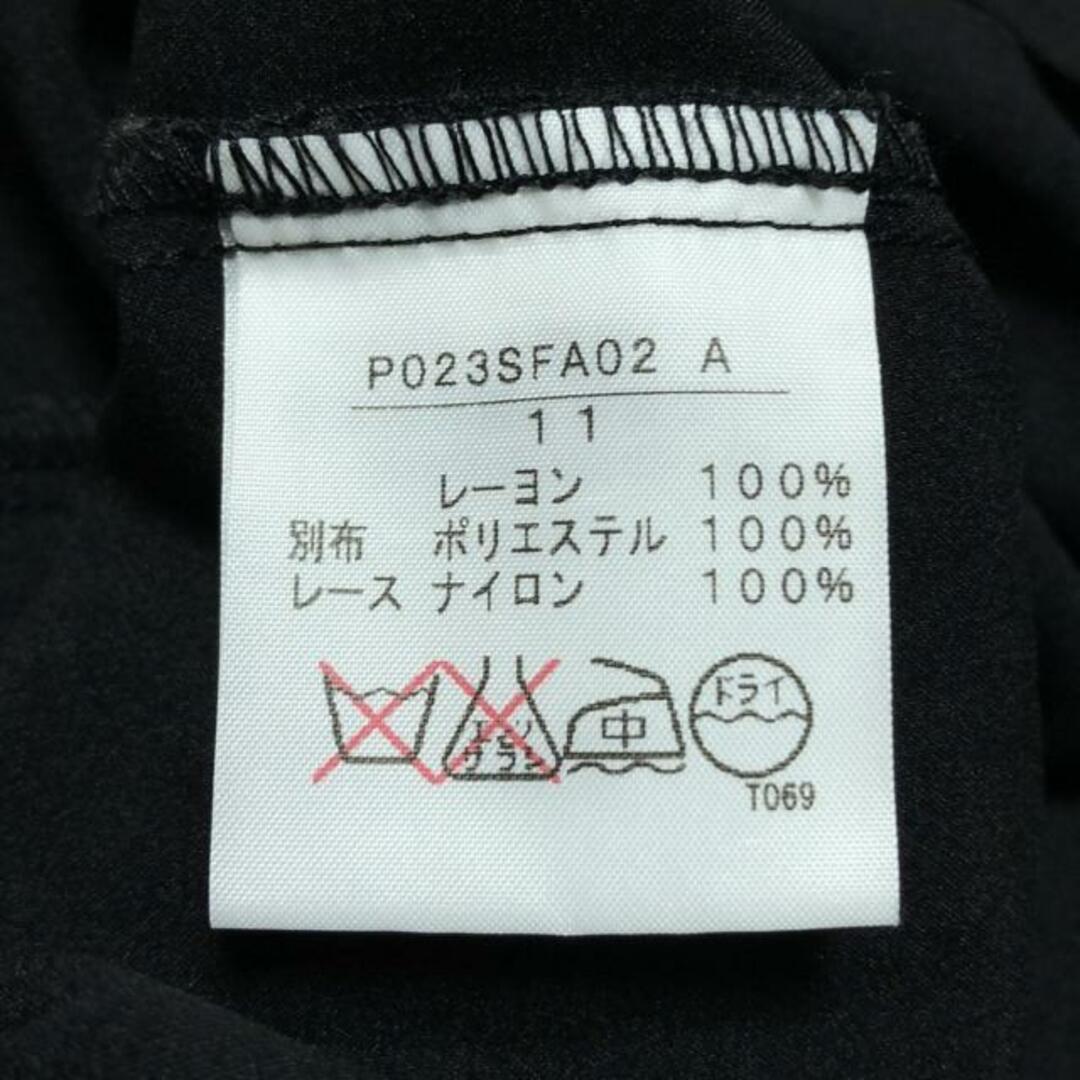 P023SFA02 A
11
レーヨン 100%
別布 ポリエステル 100%
レース ナイロン 100%
エンソ サラシ 中 ドライ
T069